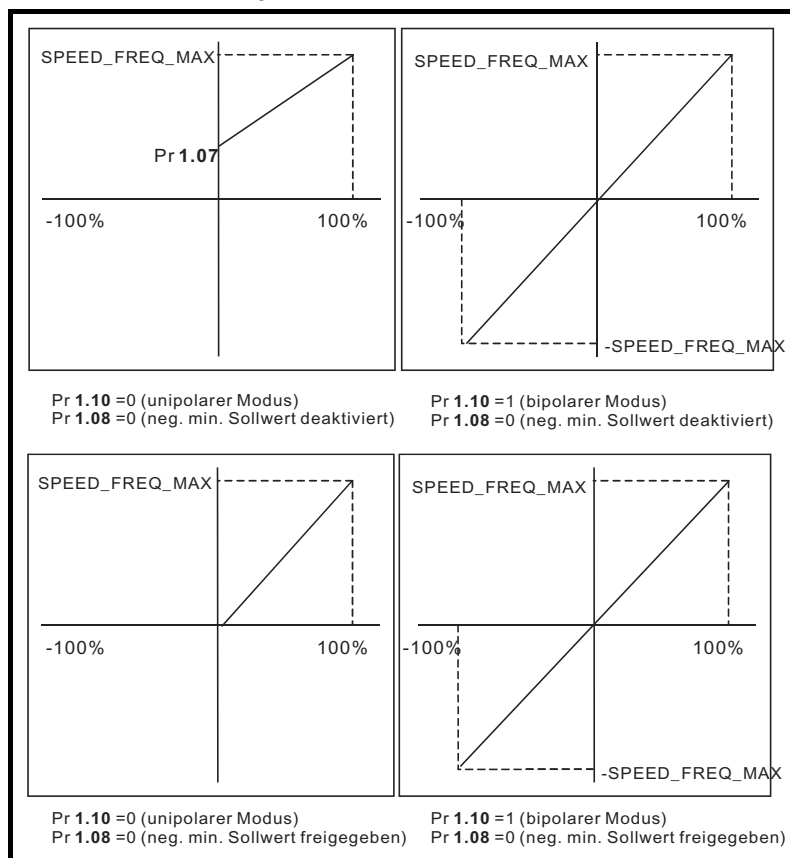 SPEED_FREQ_MAX
Pr 1.07
-100%
100%
Pr 1.10 =0 (unipolarer Modus)
Pr 1.08 =0 (neg. min. Sollwert deaktiviert)
SPEED_FREQ_MAX
-100%
100%
-SPEED_FREQ_MAX
Pr 1.10 =1 (bipolarer Modus)
Pr 1.08 =0 (neg. min. Sollwert deaktiviert)
SPEED_FREQ_MAX
-100%
100%
Pr 1.10 =0 (unipolarer Modus)
Pr 1.08 =0 (neg. min. Sollwert freigegeben)
SPEED_FREQ_MAX
-100%
100%
-SPEED_FREQ_MAX
Pr 1.10 =1 (bipolarer Modus)
Pr 1.08 =0 (neg. min. Sollwert freigegeben)